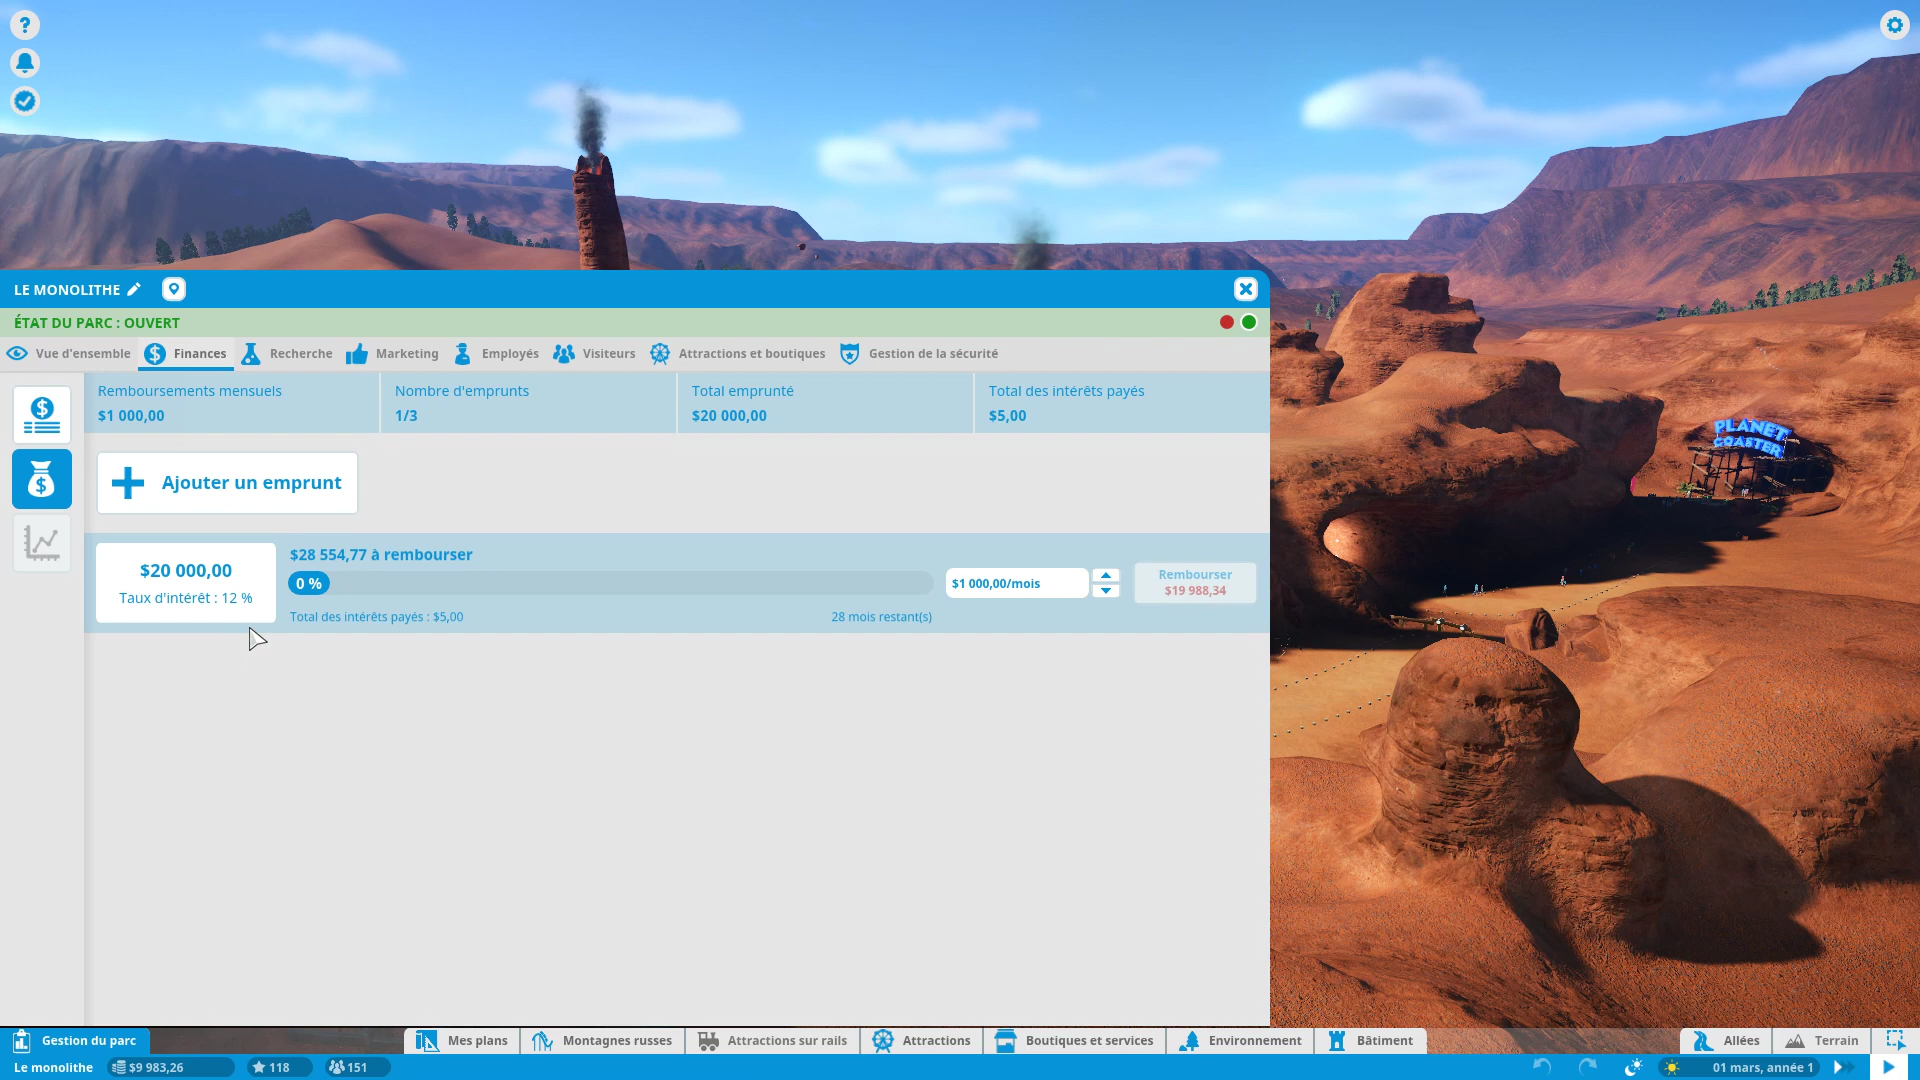 LE MONOLITHE
ÉTAT DU PARC : OUVERT
Vue d'ensemble
Finances
Recherche
Marketing
Employés
Visiteurs
Attractions et boutiques
Gestion de la sécurité
Remboursements mensuels
$1 000,00
Nombre d'emprunts
1/3
Total emprunté
$20 000,00
Total des intérêts payés
$5,00
PLANET
COASTER
Ajouter un emprunt
$20 000,00
Taux d'intérêt : 12 %
$28 554,77 à rembourser
0 %
Total des intérêts payés : $5,00
28 mois restant(s)
$1 000,00/mois
Rembourser
$19 988,34
Gestion du parc
Mes plans
Montagnes russes
Attractions sur rails
Attractions
Boutiques et services
Environnement
Bâtiment
Allées
Terrain
Le monolithe
$9 983,26
118
151
01 mars, année 1